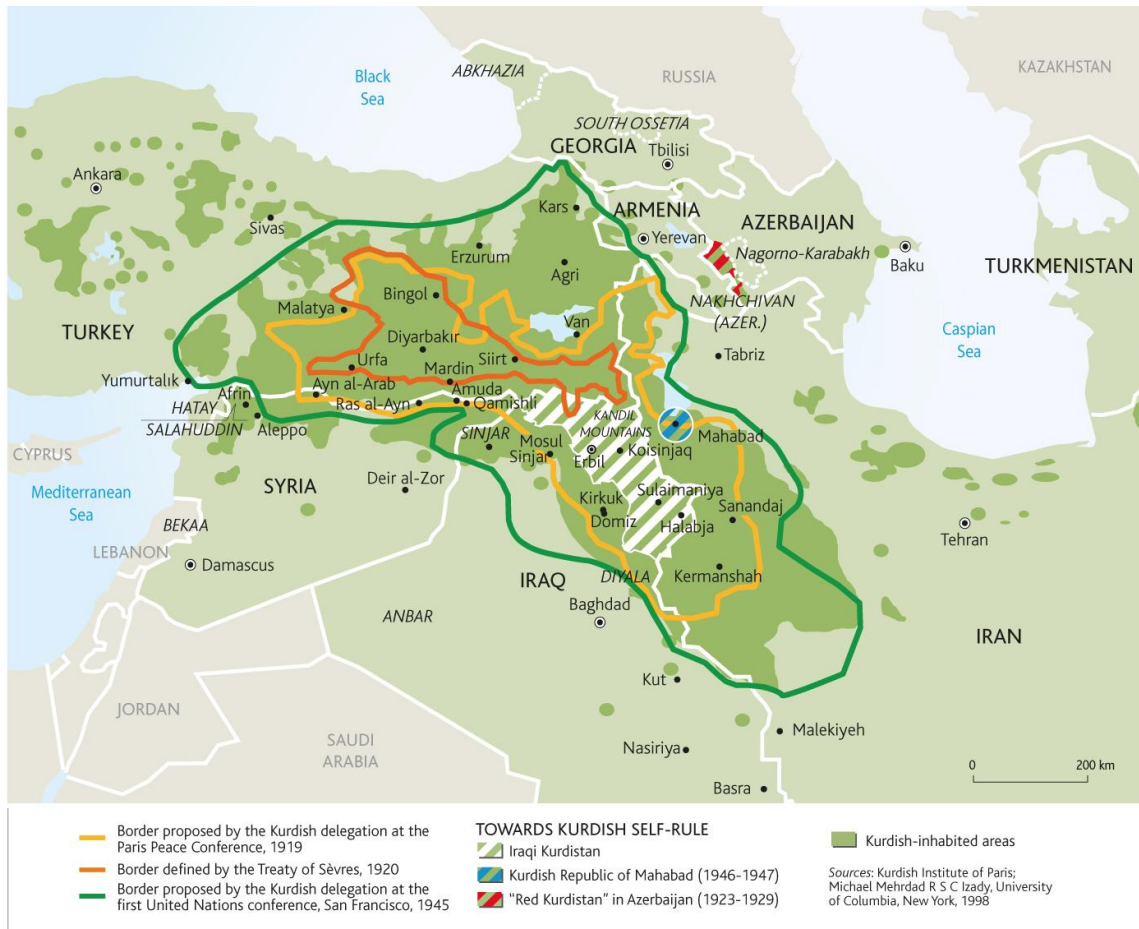 ABKHAZIA
RUSSIA
KAZAKHSTAN
Black
Sea
SOUTH OSSETIA
GEORGIA
Tbilisi
Ankara
Sivas
Kars
ARMENIA
Yerevan
AZERBAIJAN
Nagorno-Karabakh
Baku
TURKMENISTAN
Erzurum
Agri
NAKHCHIVAN
(AZER.)
Bingol
Malatya
TURKEY
Van
Caspian
Sea
Diyarbakır
Tabriz
Urfa
Siirt
Mardin
Yumurtalık
Ayn al-Arab
Amuda
Afrin
Ras al-Ayn
Qamishli
HATAY
SALAHUDDIN
Aleppo
KANDIL
MOUNTAINS
Mahabad
SINJAR
Mosul
Sinjar
Erbil
Koisinjaq
CYPRUS
Deir al-Zor
SYRIA
Mediterranean
Sea
Kirkuk
Domiz
Sulaimaniya
Halabja
Sanandaj
Tehran
BEKAA
LEBANON
Damascus
IRAQ
DIYALA
Kermanshah
Baghdad
ANBAR
IRAN
Kut
JORDAN
SAUDI
ARABIA
Nasiriya
Malekiyeh
Basra
0 200 km
Border proposed by the Kurdish delegation at the
Paris Peace Conference, 1919
Border defined by the Treaty of Sèvres, 1920
Border proposed by the Kurdish delegation at the
first United Nations conference, San Francisco, 1945
TOWARDS KURDISH SELF-RULE
Iraqi Kurdistan
Kurdish Republic of Mahabad (1946-1947)
“Red Kurdistan” in Azerbaijan (1923-1929)
Kurdish-inhabited areas
Sources: Kurdish Institute of Paris;
Michael Mehrdad R S C Izady, University
of Columbia, New York, 1998